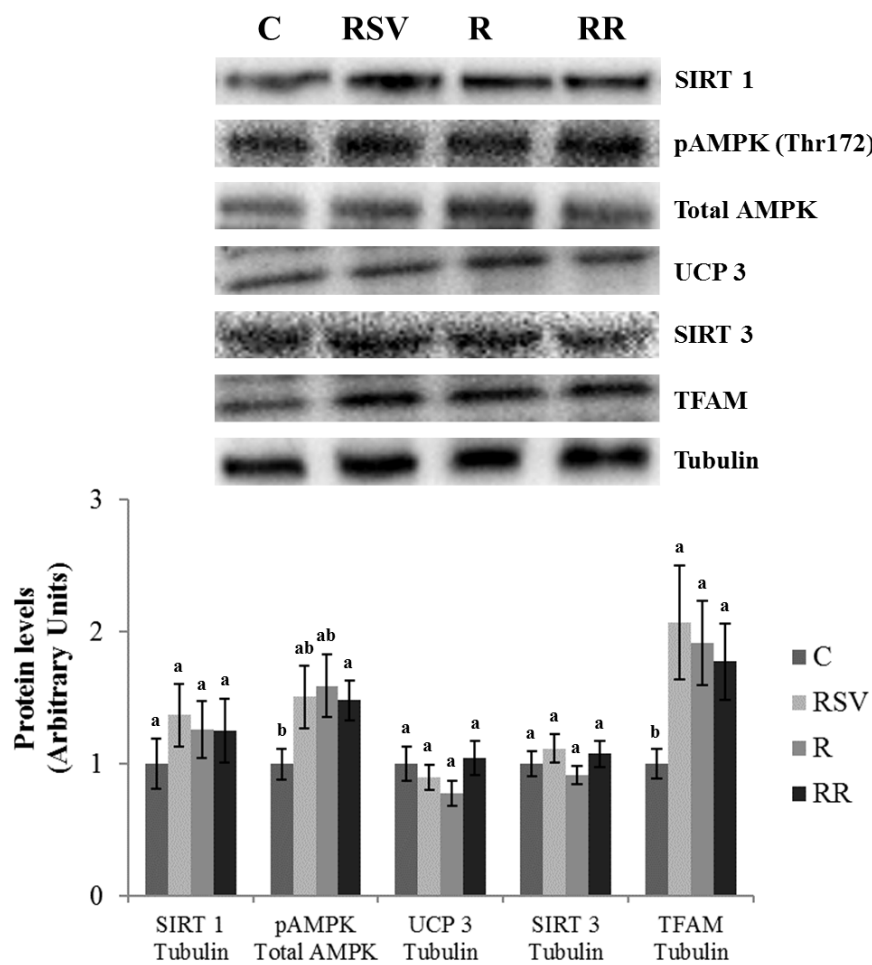 C RSV R RR
SIRT 1
pAMPK (Thr172)
Total AMPK
UCP 3
SIRT 3
TFAM
Tubulin
Protein levels
(Arbitrary Units)
3
2
1
0
a a a a
b ab ab a
a a a a
a a a a
b a a a
C
RSV
R
RR
SIRT 1 pAMPK UCP 3 SIRT 3 TFAM
Tubulin Total AMPK Tubulin Tubulin Tubulin